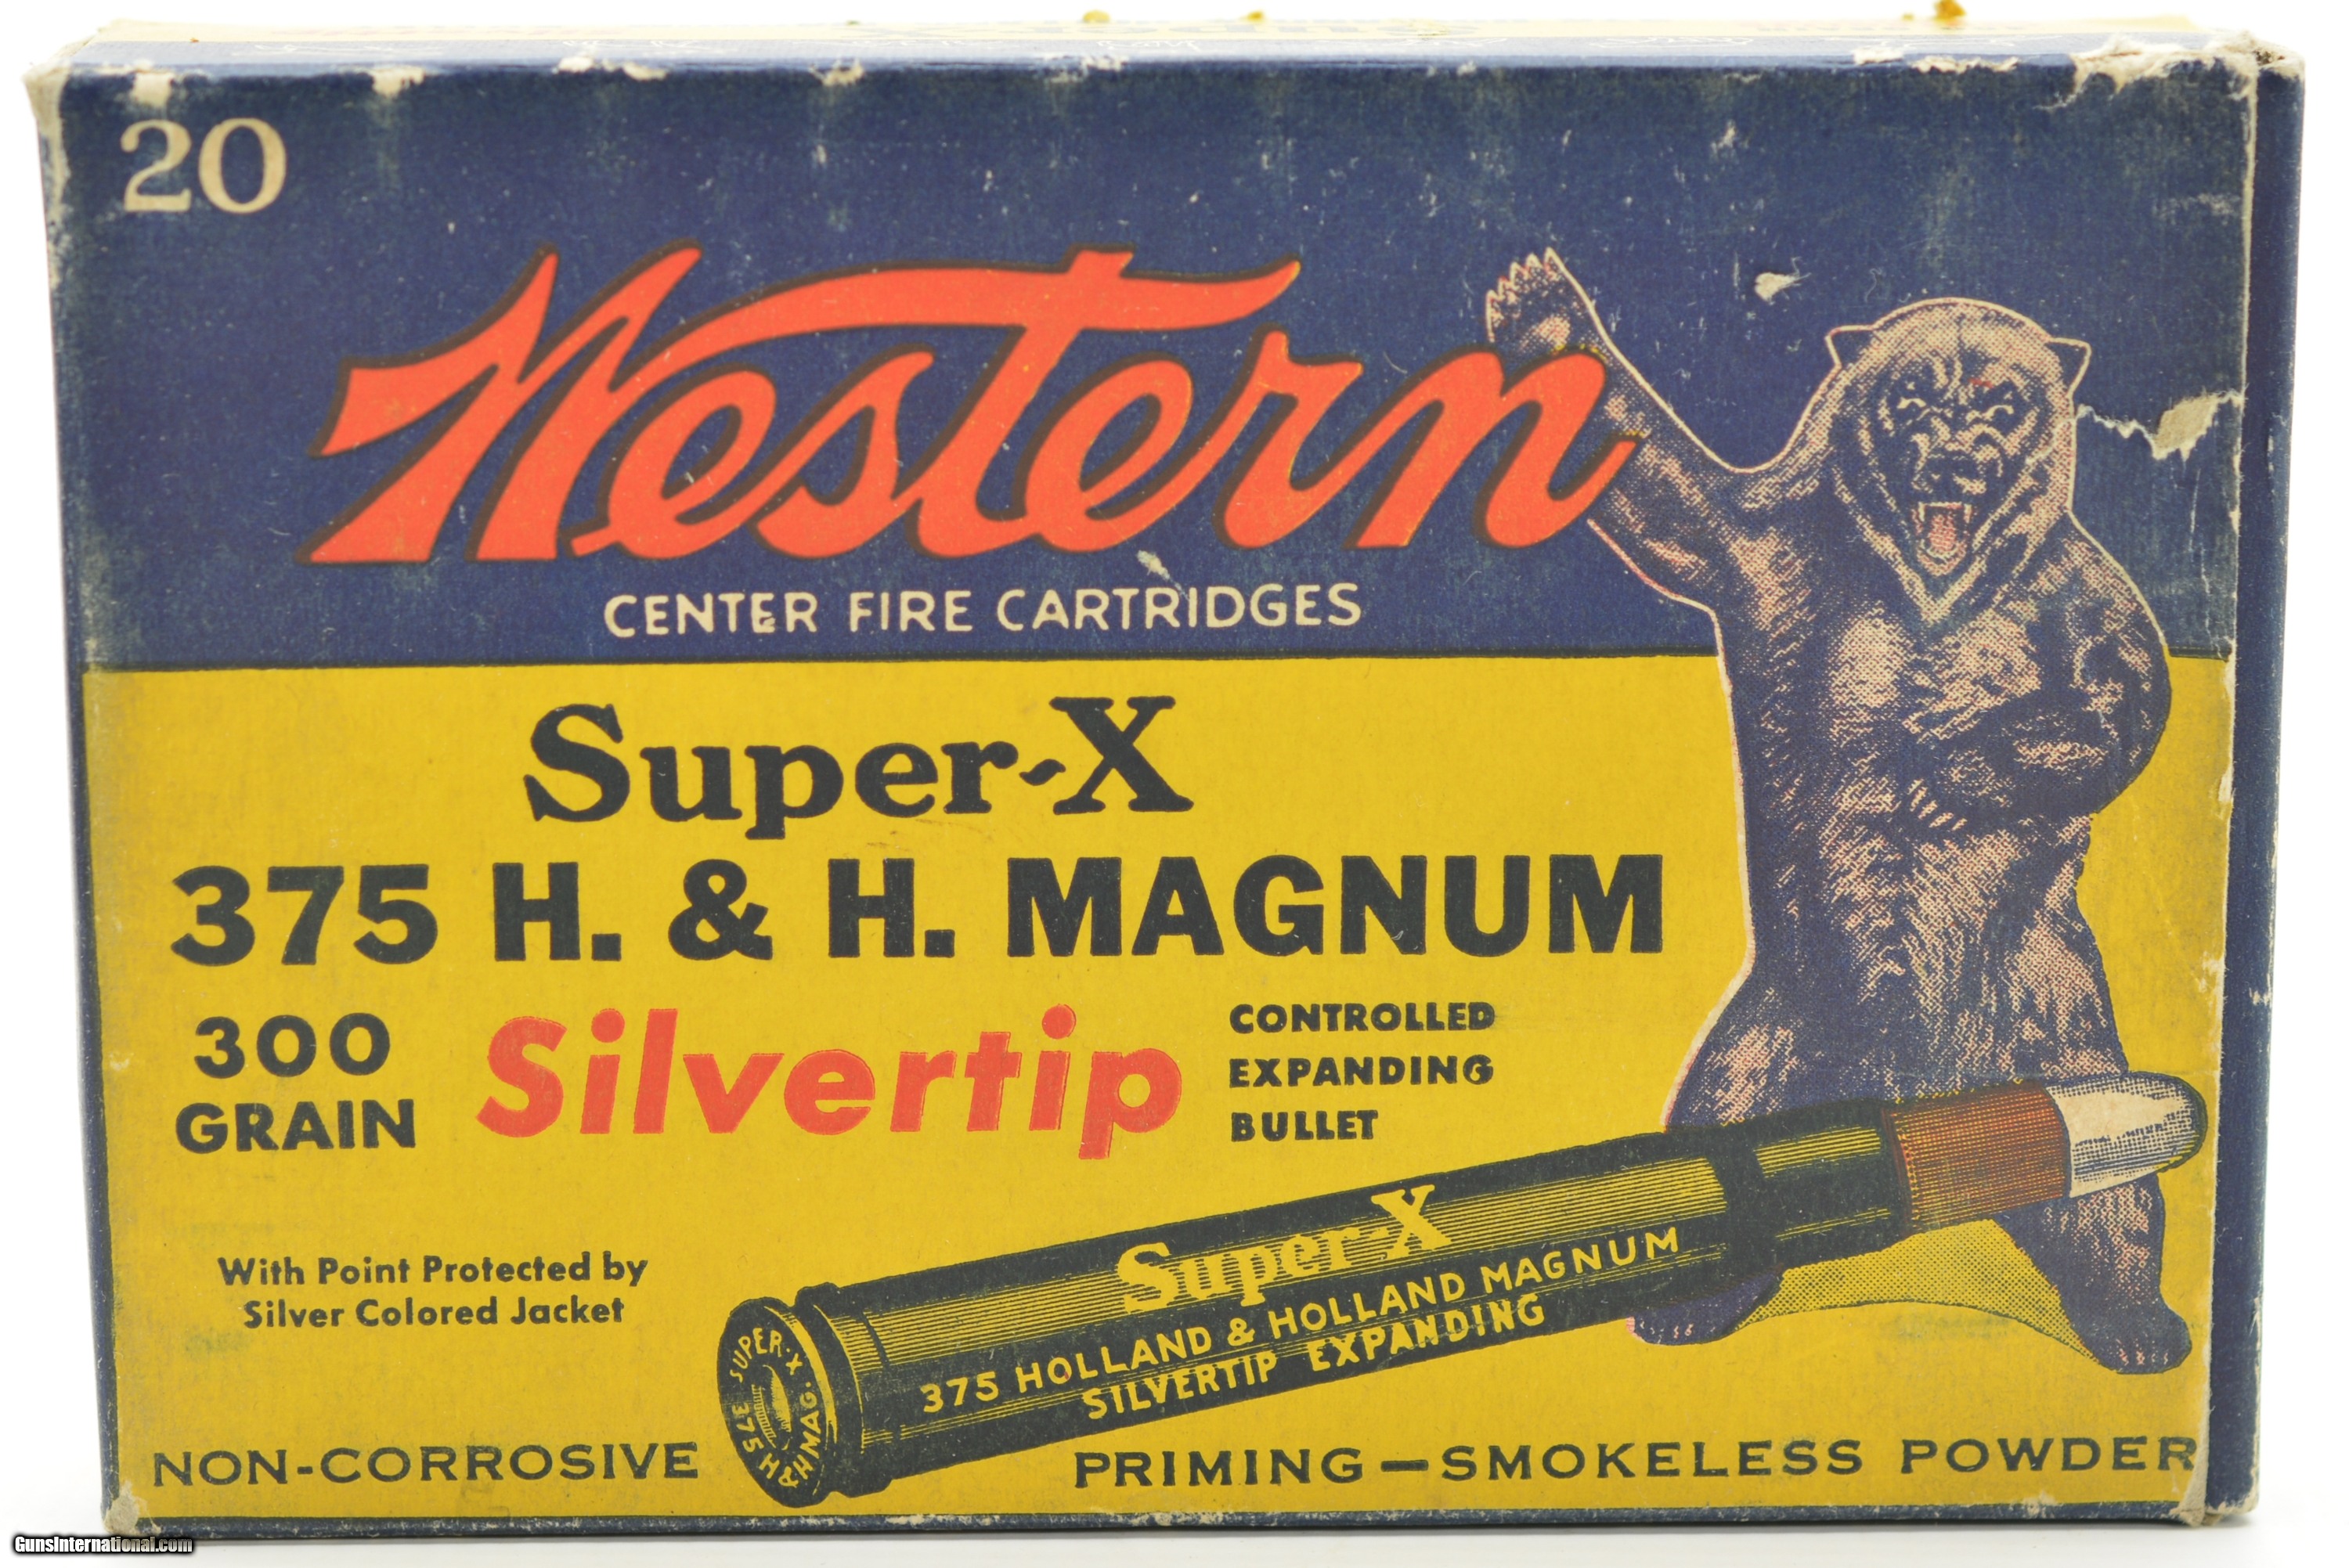 20
Western
CENTER FIRE CARTRIDGES
Super-X
375 H. & H. MAGNUM
300
GRAIN
Silvertip
CONTROLLED
EXPANDING
BULLET
With Point Protected by
Silver Colored Jacket
Super-X
375 HOLLAND & HOLLAND MAGNUM
SILVERTIP EXPANDING
SUPER-X
375 H&H MAG.
NON-CORROSIVE PRIMING—SMOKELESS POWDER
GunsInternational.com